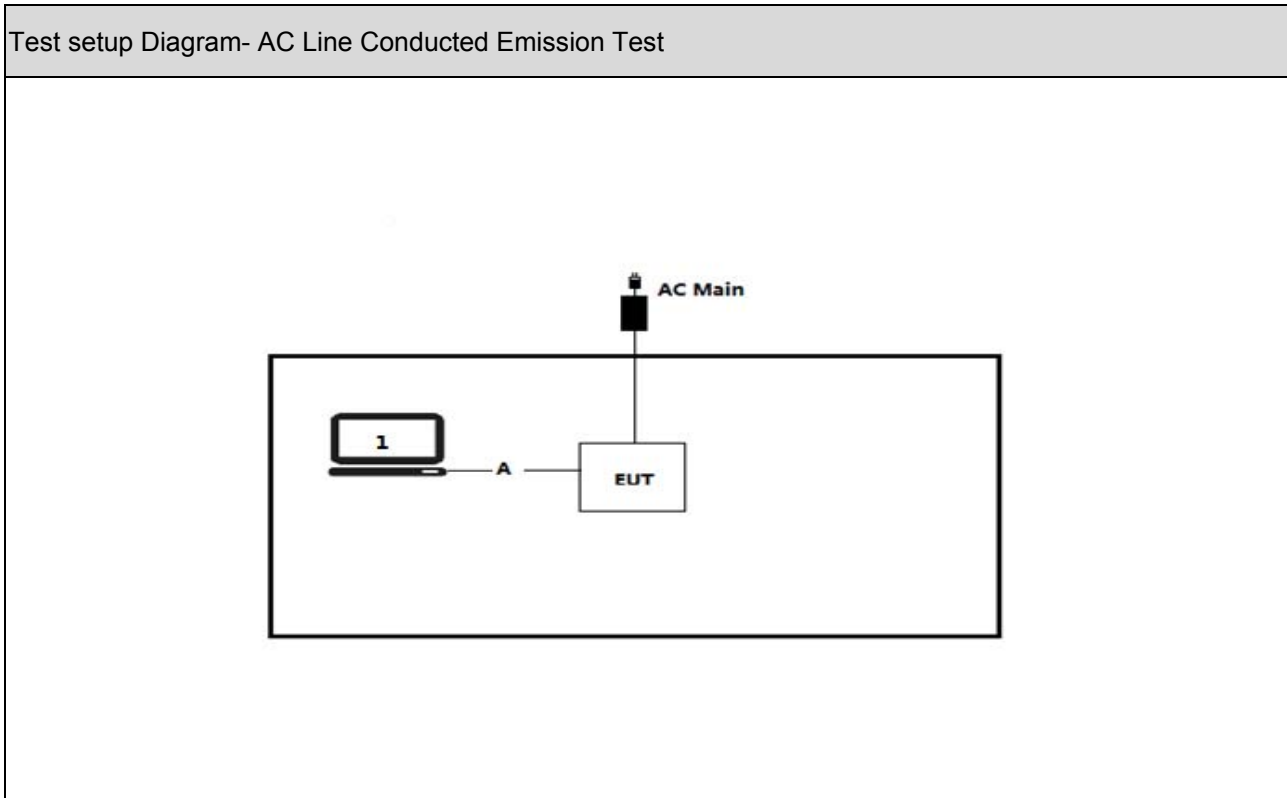 Test setup Diagram- AC Line Conducted Emission Test
AC Main
1
A
EUT